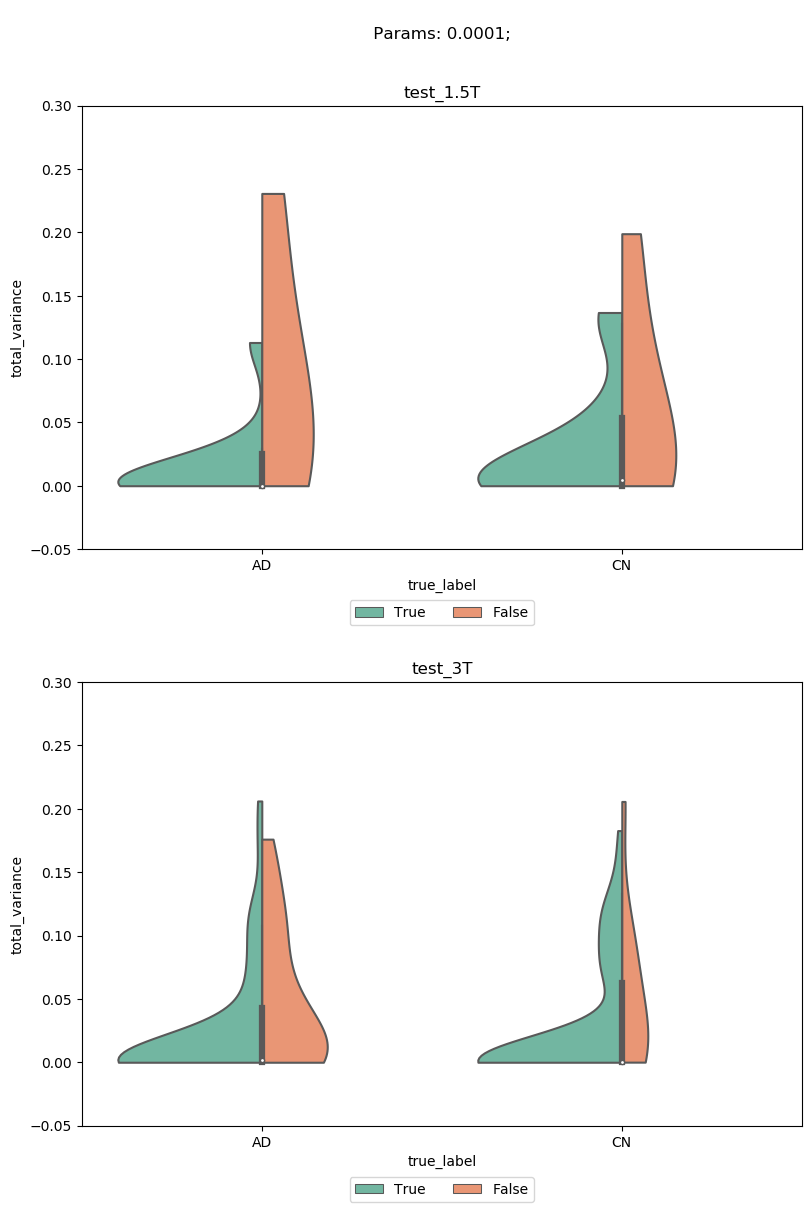 Params: 0.0001;
test_1.5T
0.30
0.25
0.20
0.15
0.10
0.05
0.00
−0.05
total_variance
AD CN
true_label
True False
test_3T
0.30
0.25
0.20
0.15
0.10
0.05
0.00
−0.05
total_variance
AD CN
true_label
True False